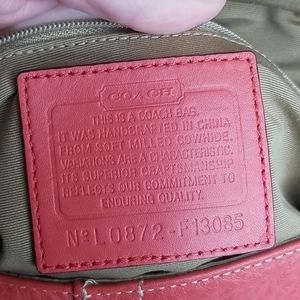 COACH
THIS IS A COACH BAG.
IT WAS HANDCRAFTED IN CHINA
FROM SOFT MILLED COWHIDE.
VARIATIONS ARE A CHARACTERISTIC.
ITS SUPERIOR CRAFTSMANSHIP
REFLECTS OUR COMMITMENT TO
ENDURING QUALITY.
Nº L0872-F13085